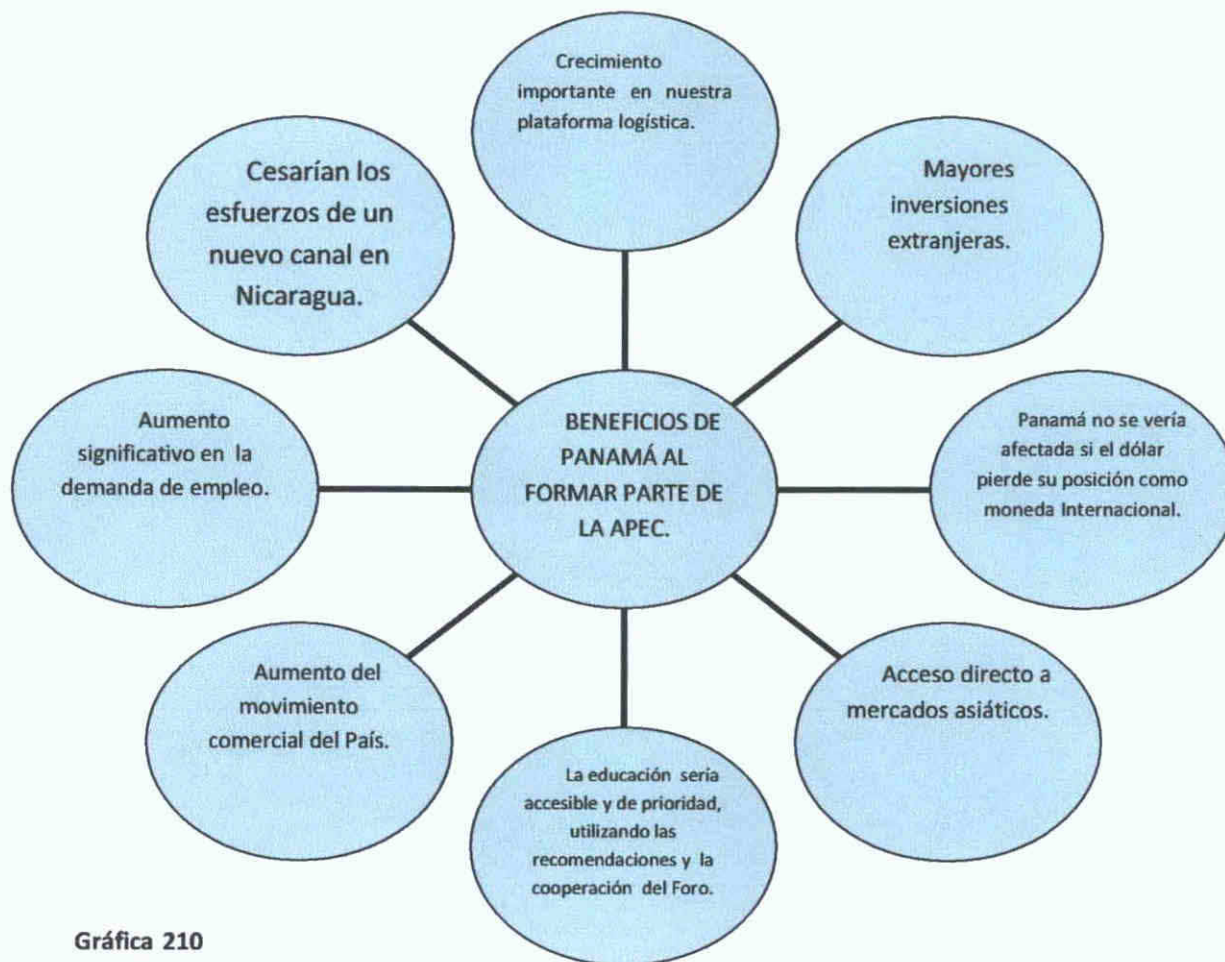 Crecimiento
importante en nuestra
plataforma logística.
Mayores
inversiones
extranjeras.
Panamá no se vería
afectada si el dólar
pierde su posición como
moneda Internacional.
Acceso directo a
mercados asiáticos.
La educación sería
accesible y de prioridad,
utilizando las
recomendaciones y la
cooperación del Foro.
Aumento del
movimiento
comercial del País.
Aumento
significativo en la
demanda de empleo.
Cesarían los
esfuerzos de un
nuevo canal en
Nicaragua.
BENEFICIOS DE
PANAMÁ AL
FORMAR PARTE DE
LA APEC.
Gráfica 210